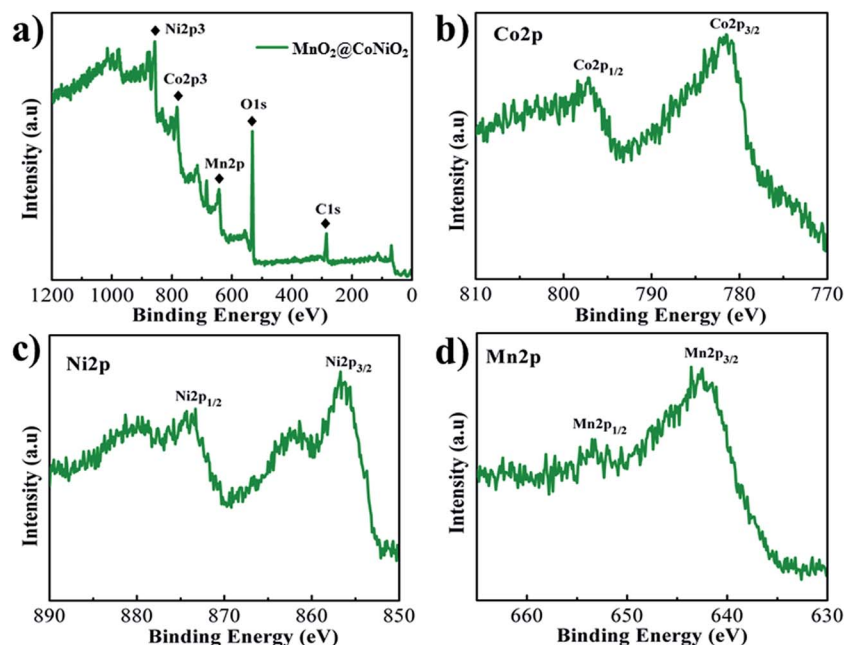 a)
Ni2p3
MnO₂@CoNiO₂
Co2p3
O1s
Mn2p
C1s
Intensity (a.u)
1200 1000 800 600 400 200 0
Binding Energy (eV)
b)
Co2p
Co2p₃/₂
Co2p₁/₂
Intensity (a.u)
810 800 790 780 770
Binding Energy (eV)
c)
Ni2p
Ni2p₃/₂
Ni2p₁/₂
Intensity (a.u)
890 880 870 860 850
Binding Energy (eV)
d)
Mn2p
Mn2p₃/₂
Mn2p₁/₂
Intensity (a.u)
660 650 640 630
Binding Energy (eV)